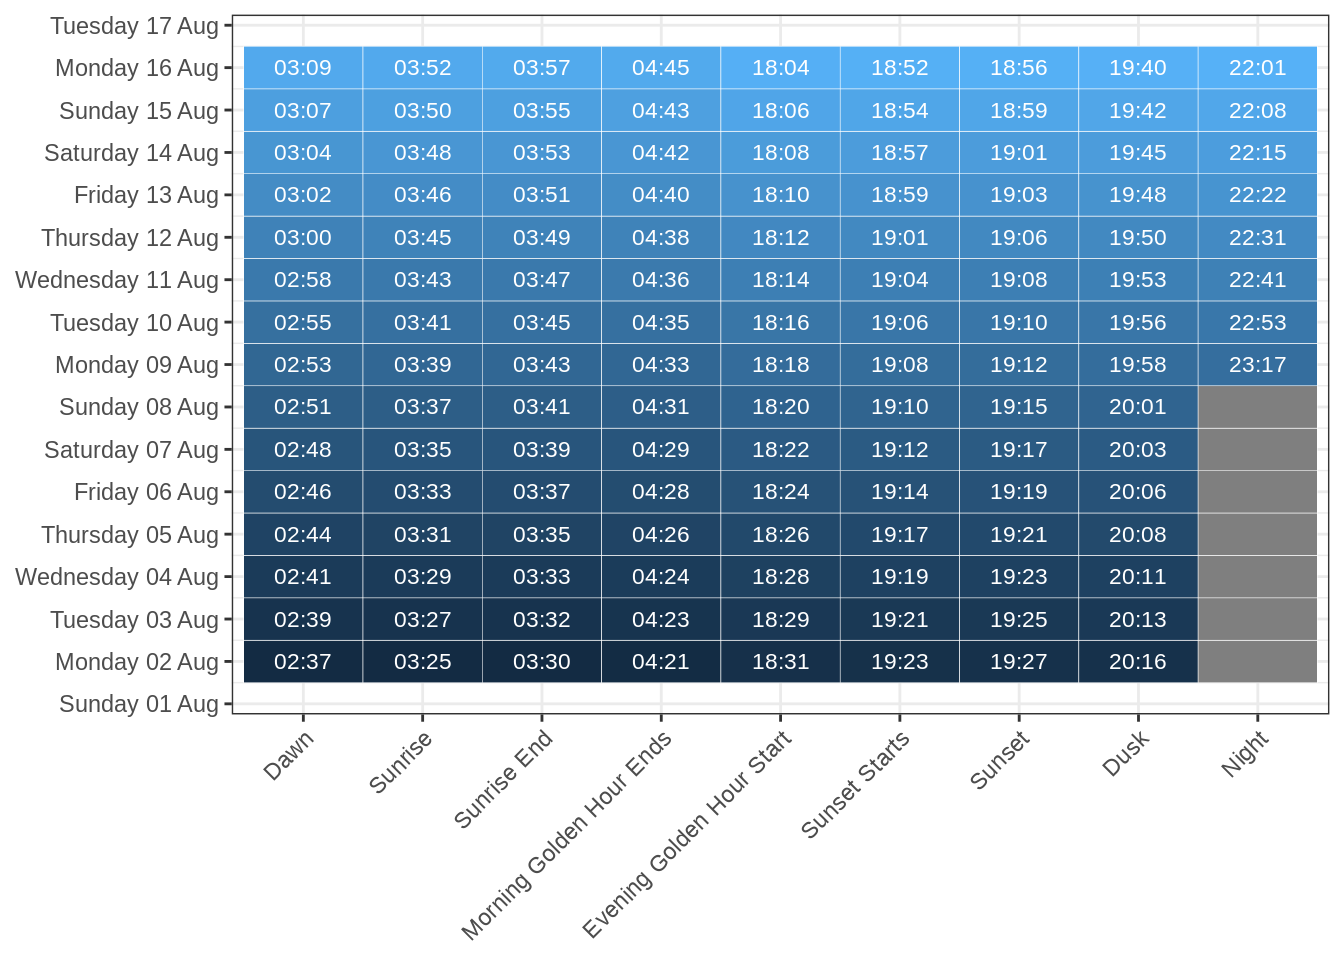 Tuesday 17 Aug
Monday 16 Aug 03:09 03:52 03:57 04:45 18:04 18:52 18:56 19:40 22:01
Sunday 15 Aug 03:07 03:50 03:55 04:43 18:06 18:54 18:59 19:42 22:08
Saturday 14 Aug 03:04 03:48 03:53 04:42 18:08 18:57 19:01 19:45 22:15
Friday 13 Aug 03:02 03:46 03:51 04:40 18:10 18:59 19:03 19:48 22:22
Thursday 12 Aug 03:00 03:45 03:49 04:38 18:12 19:01 19:06 19:50 22:31
Wednesday 11 Aug 02:58 03:43 03:47 04:36 18:14 19:04 19:08 19:53 22:41
Tuesday 10 Aug 02:55 03:41 03:45 04:35 18:16 19:06 19:10 19:56 22:53
Monday 09 Aug 02:53 03:39 03:43 04:33 18:18 19:08 19:12 19:58 23:17
Sunday 08 Aug 02:51 03:37 03:41 04:31 18:20 19:10 19:15 20:01
Saturday 07 Aug 02:48 03:35 03:39 04:29 18:22 19:12 19:17 20:03
Friday 06 Aug 02:46 03:33 03:37 04:28 18:24 19:14 19:19 20:06
Thursday 05 Aug 02:44 03:31 03:35 04:26 18:26 19:17 19:21 20:08
Wednesday 04 Aug 02:41 03:29 03:33 04:24 18:28 19:19 19:23 20:11
Tuesday 03 Aug 02:39 03:27 03:32 04:23 18:29 19:21 19:25 20:13
Monday 02 Aug 02:37 03:25 03:30 04:21 18:31 19:23 19:27 20:16
Sunday 01 Aug
Dawn
Sunrise
Sunrise End
Morning Golden Hour Ends
Evening Golden Hour Start
Sunset Starts
Sunset
Dusk
Night